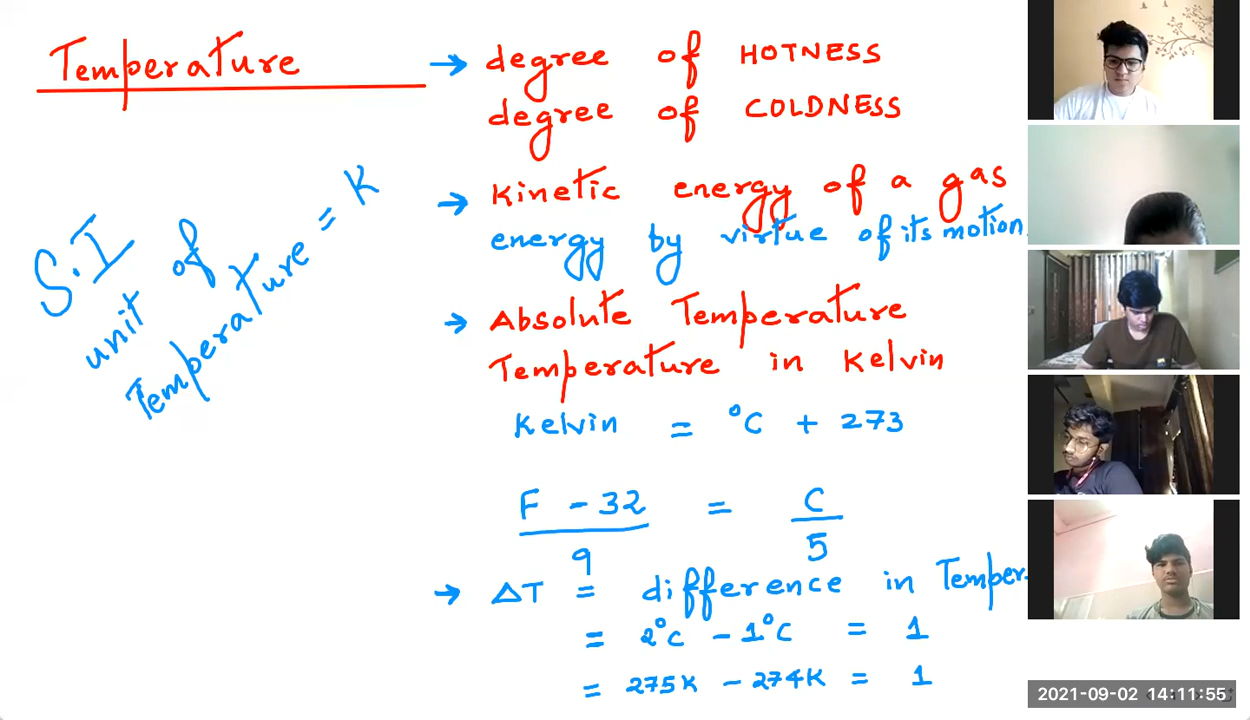 Temperature → degree of HOTNESS
degree of COLDNESS
→ Kinetic energy of a gas
energy by virtue of its motion.
S.I
unit of
Temperature = K
→ Absolute Temperature
Temperature in Kelvin
Kelvin = °C + 273
F - 32 = C
9 5
→ ΔT = difference in Temper
= 2°C - 1°C = 1
= 275K - 274K = 1
2021-09-02 14:11:55